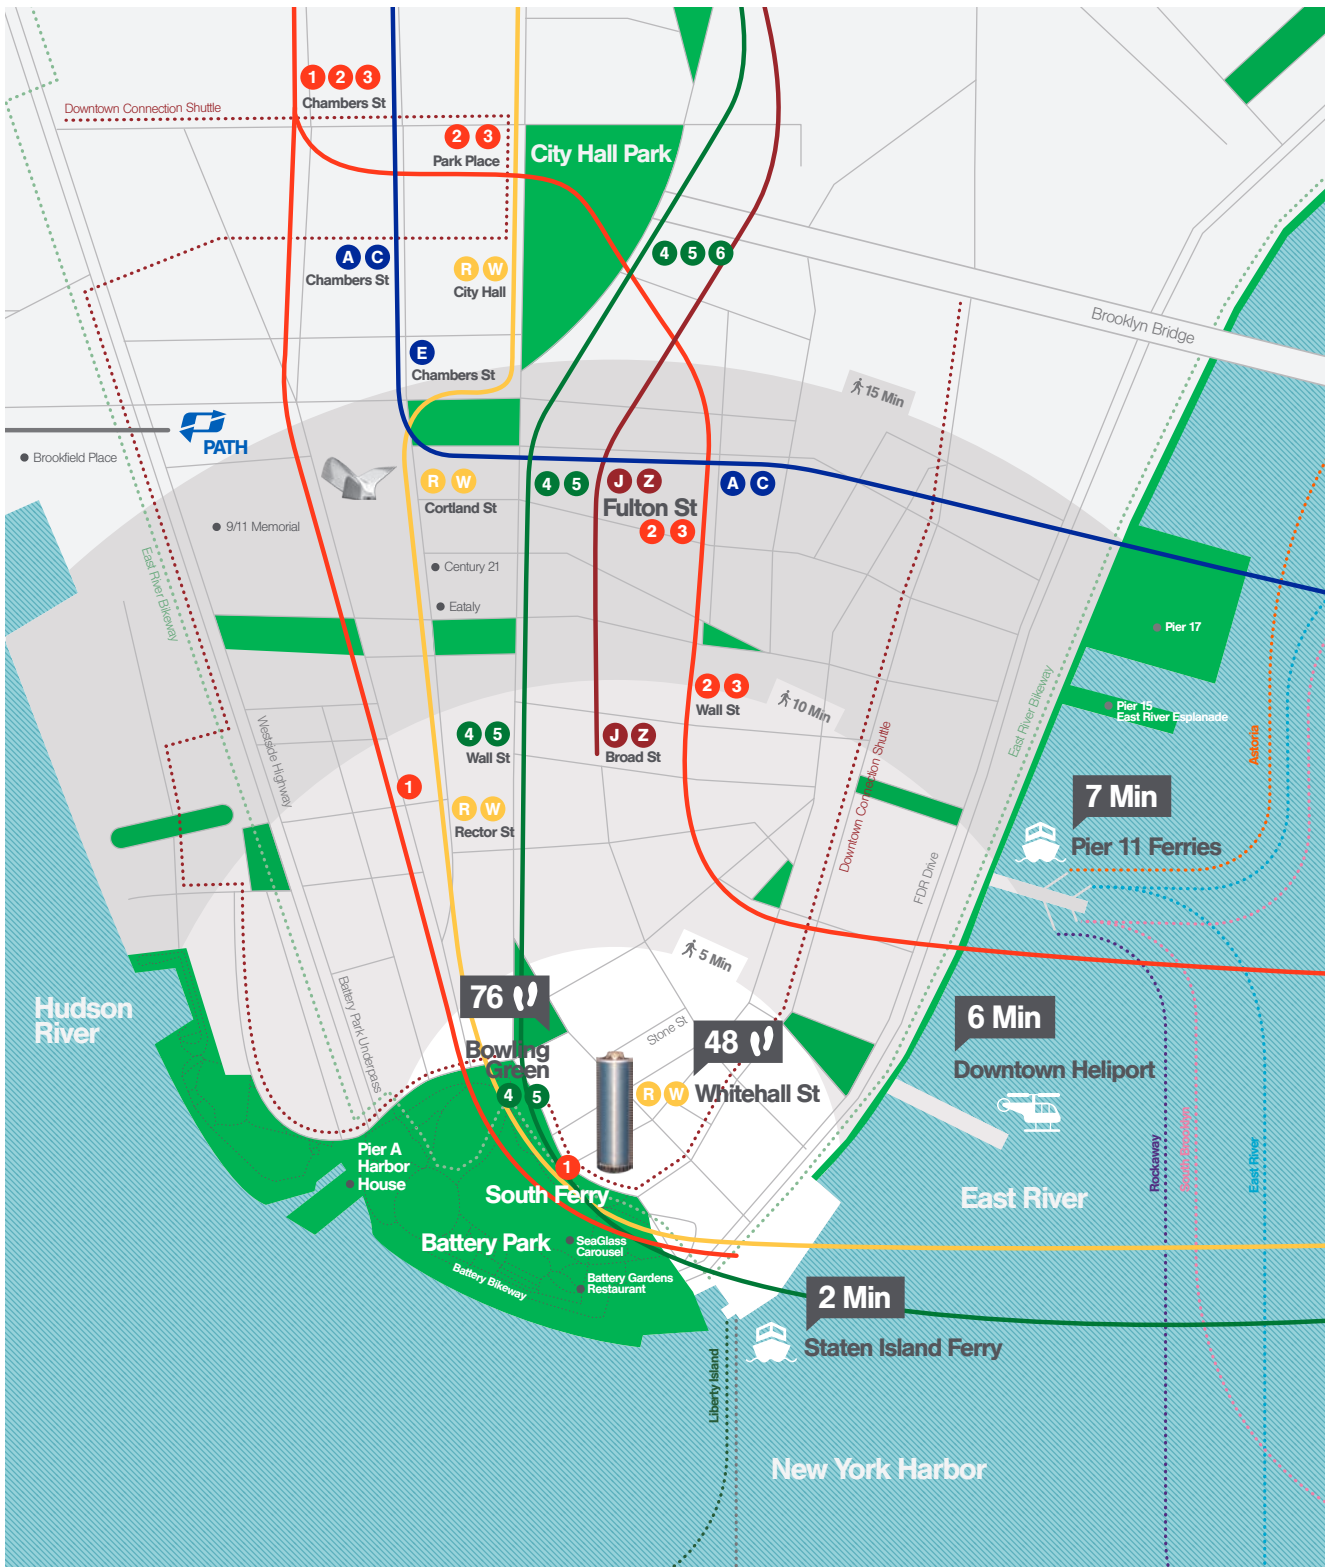 1 2 3
Chambers St
Downtown Connection Shuttle
2 3
Park Place
City Hall Park
A C
Chambers St
R W
City Hall
4 5 6
Brooklyn Bridge
E
Chambers St
15 Min
PATH
Brookfield Place
R W
Cortland St
4 5
J Z
Fulton St
2 3
A C
9/11 Memorial
East River Bikeway
Century 21
Eataly
Pier 17
2 3
Wall St
10 Min
Pier 15
East River Esplanade
East River Bikeway
Astoria
Westside Highway
4 5
Wall St
J Z
Broad St
Downtown Connection Shuttle
1
R W
Rector St
7 Min
Pier 11 Ferries
FDR Drive
5 Min
Hudson
River
Battery Park Underpass
76
Bowling
Green
4 5
Stone St
48
R W
Whitehall St
6 Min
Downtown Heliport
Pier A
Harbor
House
1
South Ferry
East River
Rockaway
South Brooklyn
East River
Battery Park
SeaGlass
Carousel
Battery Bikeway
Battery Gardens
Restaurant
2 Min
Staten Island Ferry
Liberty Island
New York Harbor